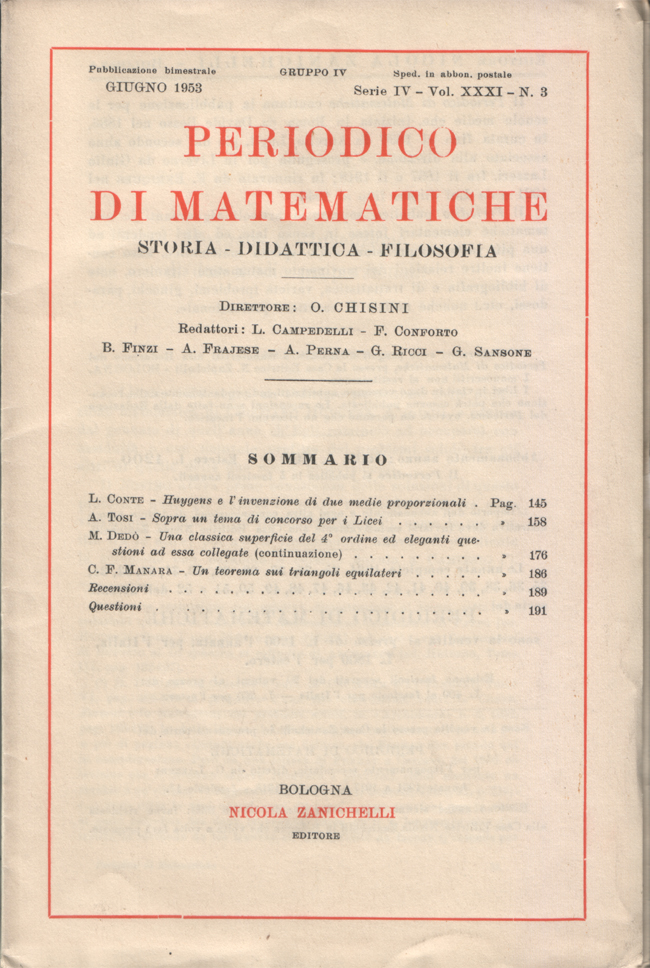 Pubblicazione bimestrale GRUPPO IV Sped. in abbon. postale
GIUGNO 1953 Serie IV – Vol. XXXI – N. 3
PERIODICO
DI MATEMATICHE
STORIA - DIDATTICA - FILOSOFIA
DIRETTORE: O. CHISINI
Redattori: L. CAMPEDELLI - F. CONFORTO
B. FINZI – A. FRAJESE – A. PERNA – G. RICCI – G. SANSONE
SOMMARIO
L. CONTE – Huygens e l'invenzione di due medie proporzionali . Pag. 145
A. TOSI – Sopra un tema di concorso per i Licei . . . . . . » 158
M. DEDÒ – Una classica superficie del 4° ordine ed eleganti que-
stioni ad essa collegate (continuazione) . . . . . . . . . » 176
C. F. MANARA – Un teorema sui triangoli equilateri . . . . . » 186
Recensioni . . . . . . . . . . . . . . . . . . . . . . » 189
Questioni . . . . . . . . . . . . . . . . . . . . . . » 191
BOLOGNA
NICOLA ZANICHELLI
EDITORE